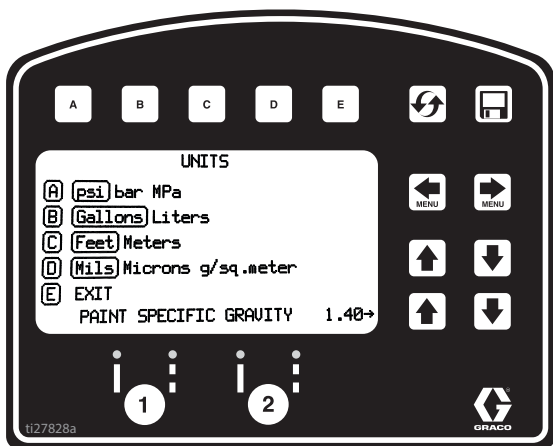 A B C D E
UNITS
A psi bar MPa
B Gallons Liters
C Feet Meters
D Mils Microns g/sq.meter
E EXIT
PAINT SPECIFIC GRAVITY 1.40→
MENU MENU
1 2
ti27828a
GRACO